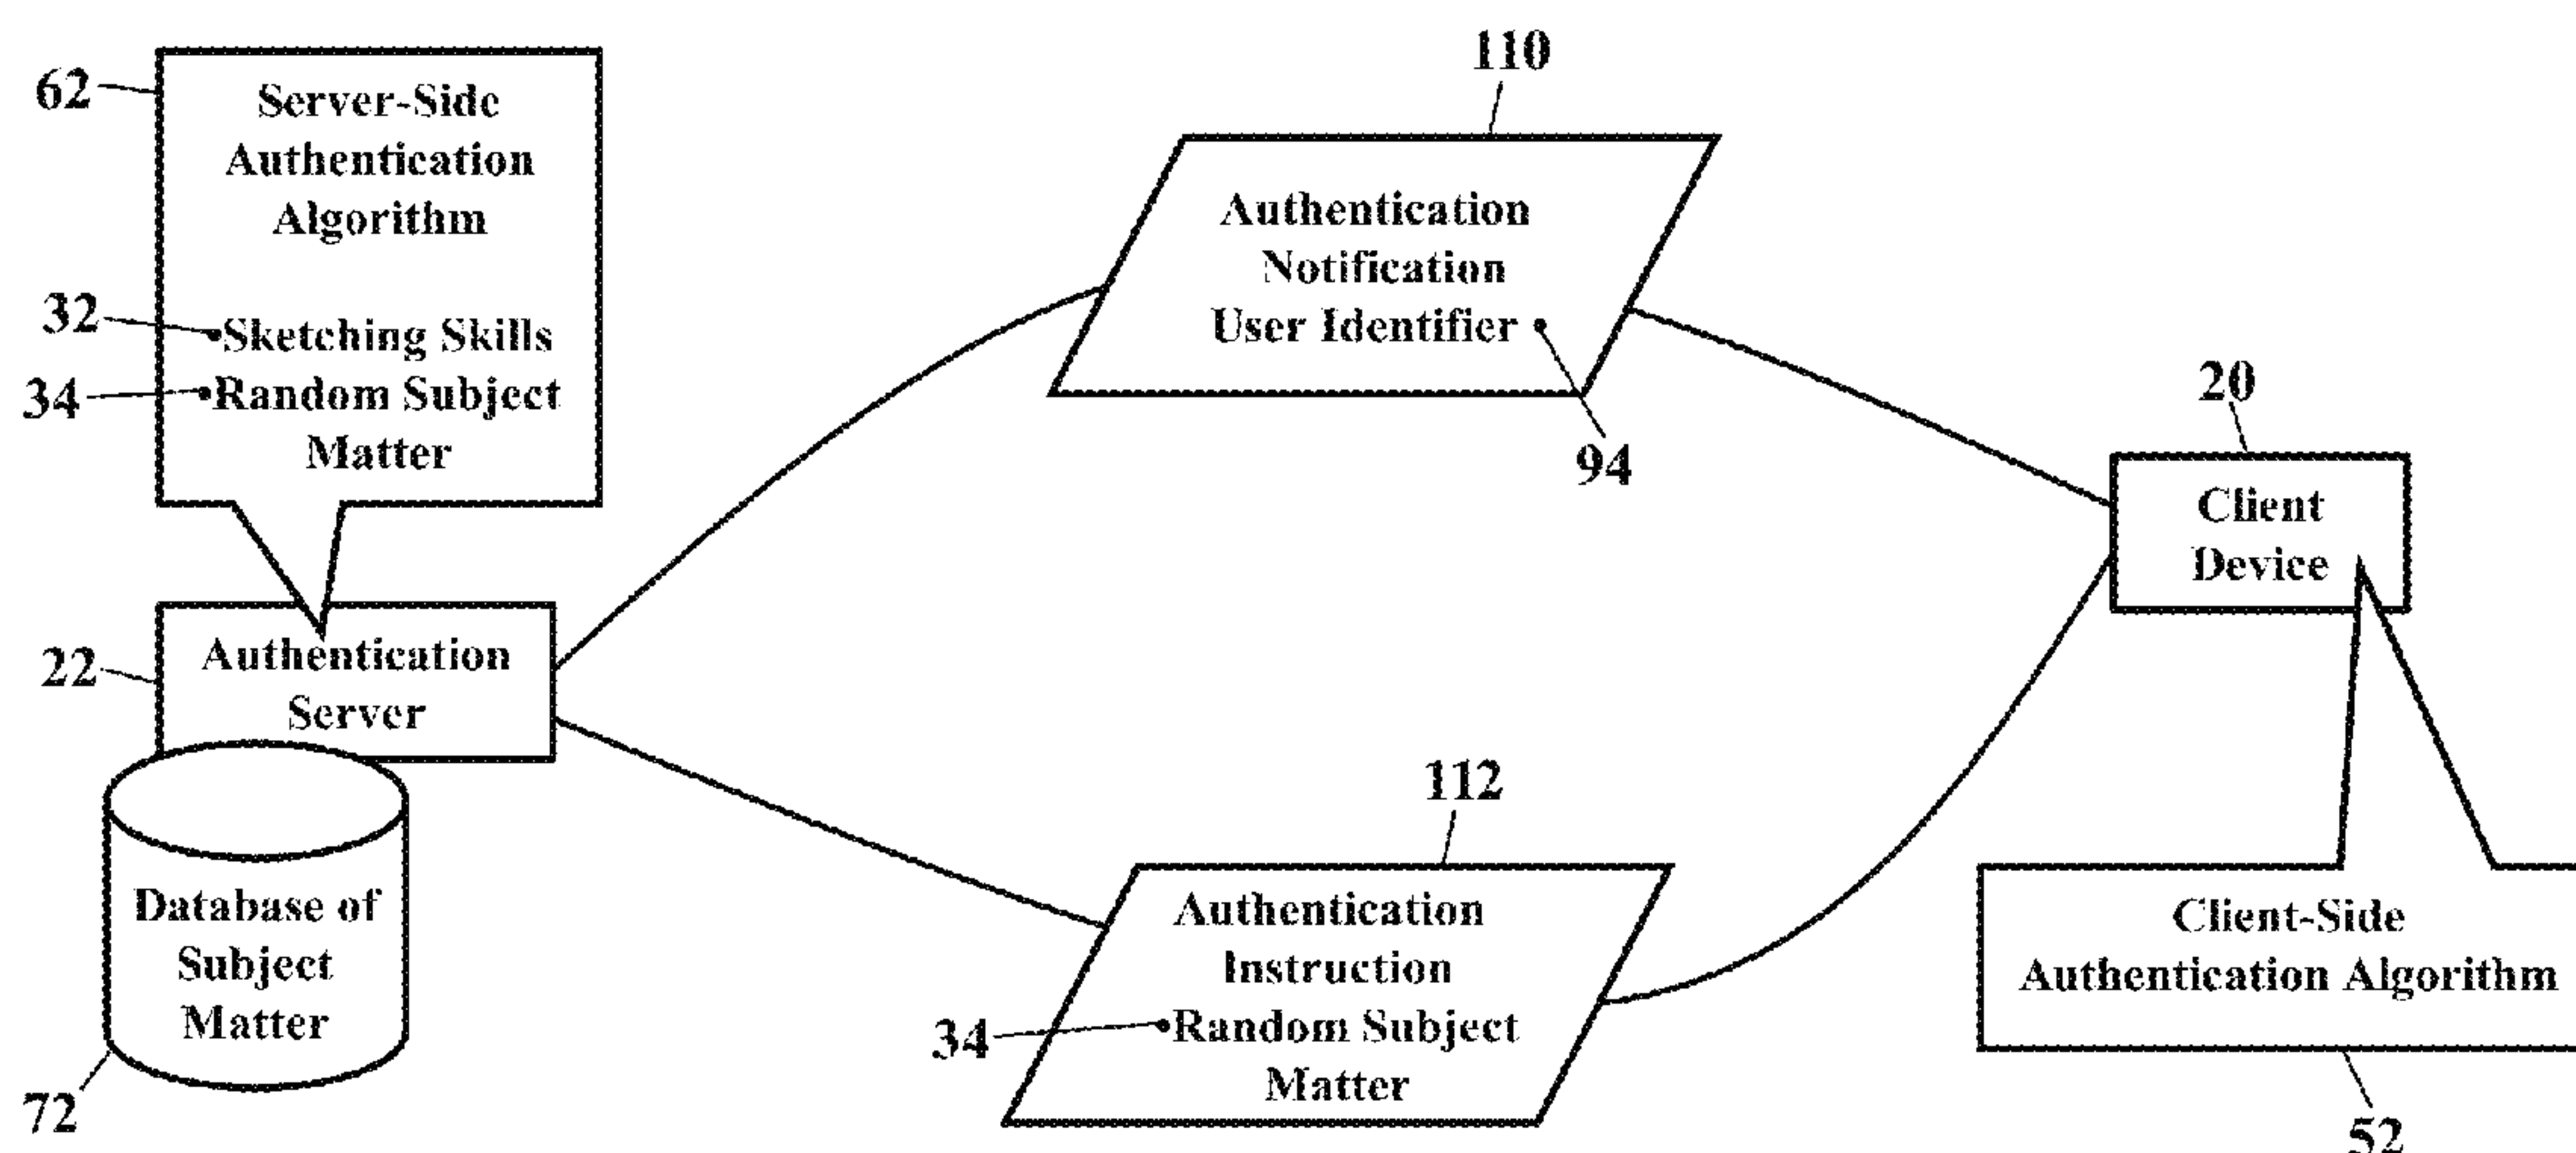 62
Server-Side
Authentication
Algorithm
32
•Sketching Skills
34
•Random Subject
Matter
22
Authentication
Server
Database of
Subject
Matter
72
110
Authentication
Notification
User Identifier •
94
112
Authentication
Instruction
34
•Random Subject
Matter
20
Client
Device
Client-Side
Authentication Algorithm
52